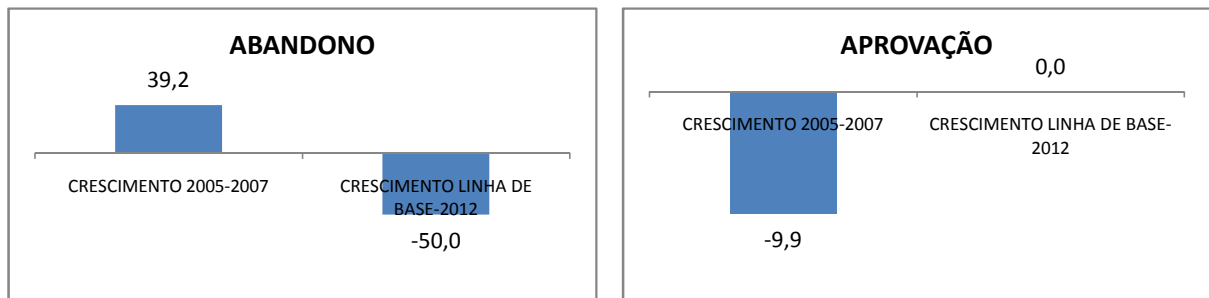 ABANDONO
39,2
CRESCIMENTO 2005-2007
CRESCIMENTO LINHA DE
BASE-2012
-50,0
APROVAÇÃO
0,0
CRESCIMENTO 2005-2007
CRESCIMENTO LINHA DE BASE-
2012
-9,9